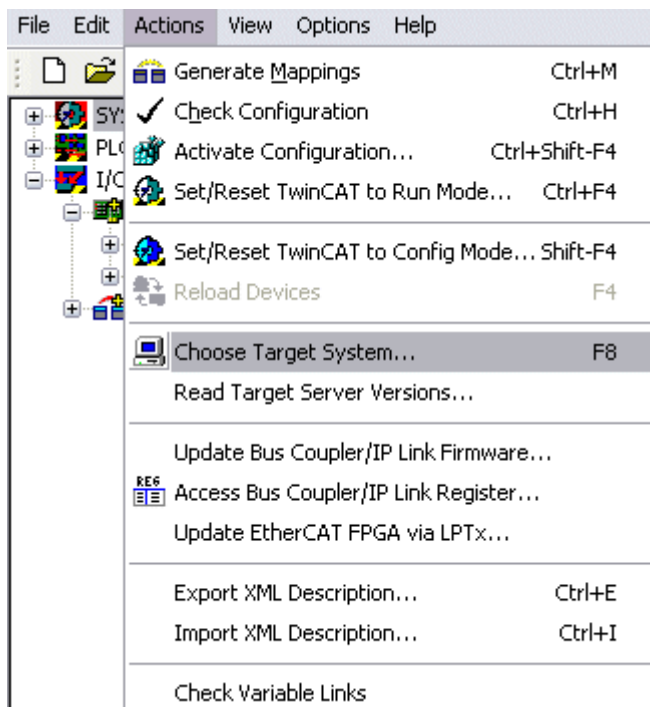 File Edit Actions View Options Help
Generate Mappings Ctrl+M
SY Check Configuration Ctrl+H
PL Activate Configuration... Ctrl+Shift-F4
I/O Set/Reset TwinCAT to Run Mode... Ctrl+F4
Set/Reset TwinCAT to Config Mode... Shift-F4
Reload Devices F4
Choose Target System... F8
Read Target Server Versions...
Update Bus Coupler/IP Link Firmware...
REG Access Bus Coupler/IP Link Register...
Update EtherCAT FPGA via LPTx...
Export XML Description... Ctrl+E
Import XML Description... Ctrl+I
Check Variable Links